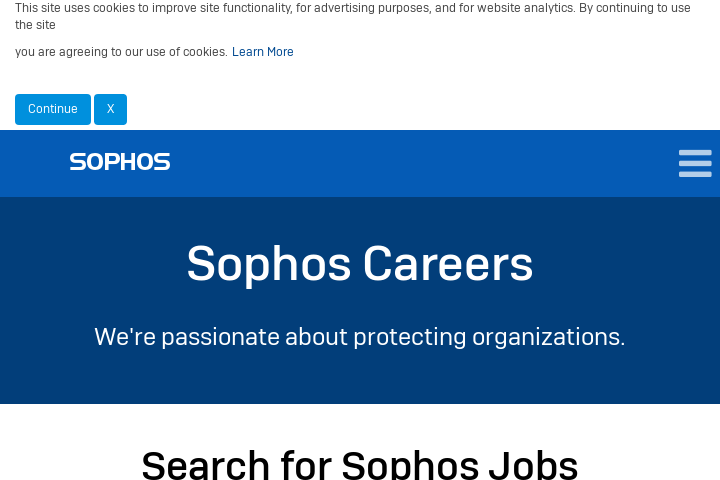 This site uses cookies to improve site functionality, for advertising purposes, and for website analytics. By continuing to use
the site
you are agreeing to our use of cookies. Learn More
Continue X
SOPHOS
Sophos Careers
We're passionate about protecting organizations.
Search for Sophos Jobs